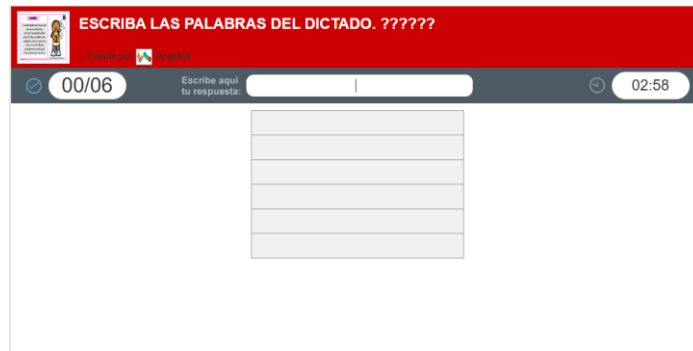 ESCRIBA LAS PALABRAS DEL DICTADO. ??????
Creado por Angelica
00/06
Escribe aquí
tu respuesta:
02:58